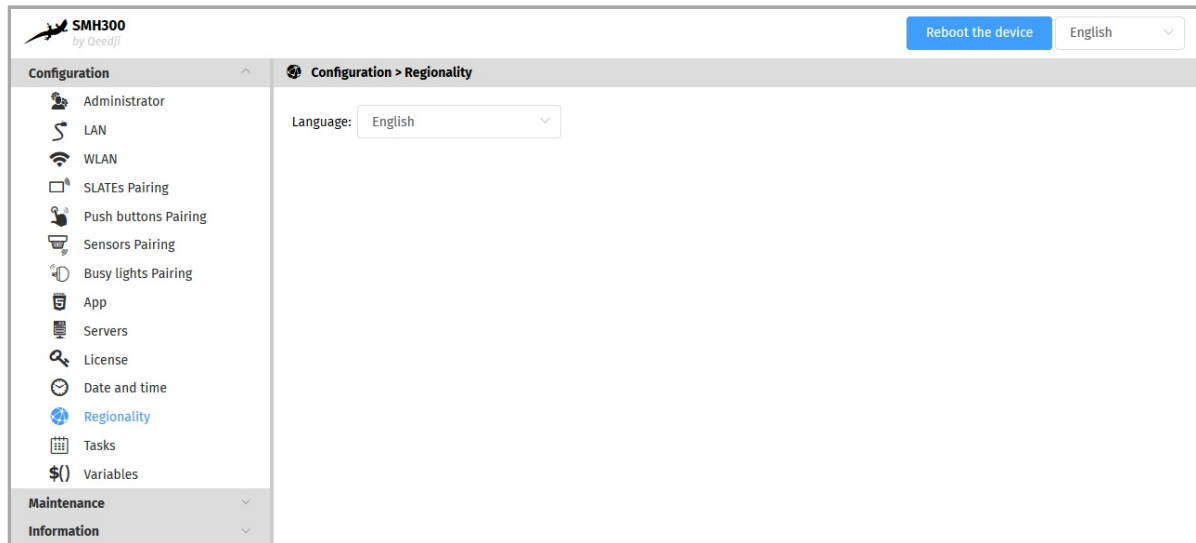 SMH300
by Qeedji
Reboot the device
English
Configuration
Administrator
LAN
WLAN
SLATEs Pairing
Push buttons Pairing
Sensors Pairing
Busy lights Pairing
App
Servers
License
Date and time
Regionality
Tasks
$() Variables
Maintenance
Information
Configuration > Regionality
Language: English